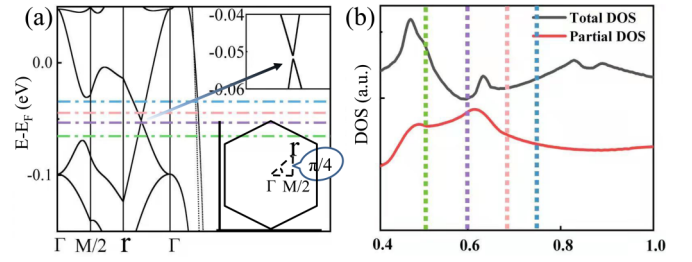 (a)
-0.04
-0.05
-0.06
0.0
-0.1
E-E_F (eV)
r
π/4
Γ M/2
Γ M/2 r Γ
(b)
Total DOS
Partial DOS
DOS (a.u.)
0.4 0.6 0.8 1.0